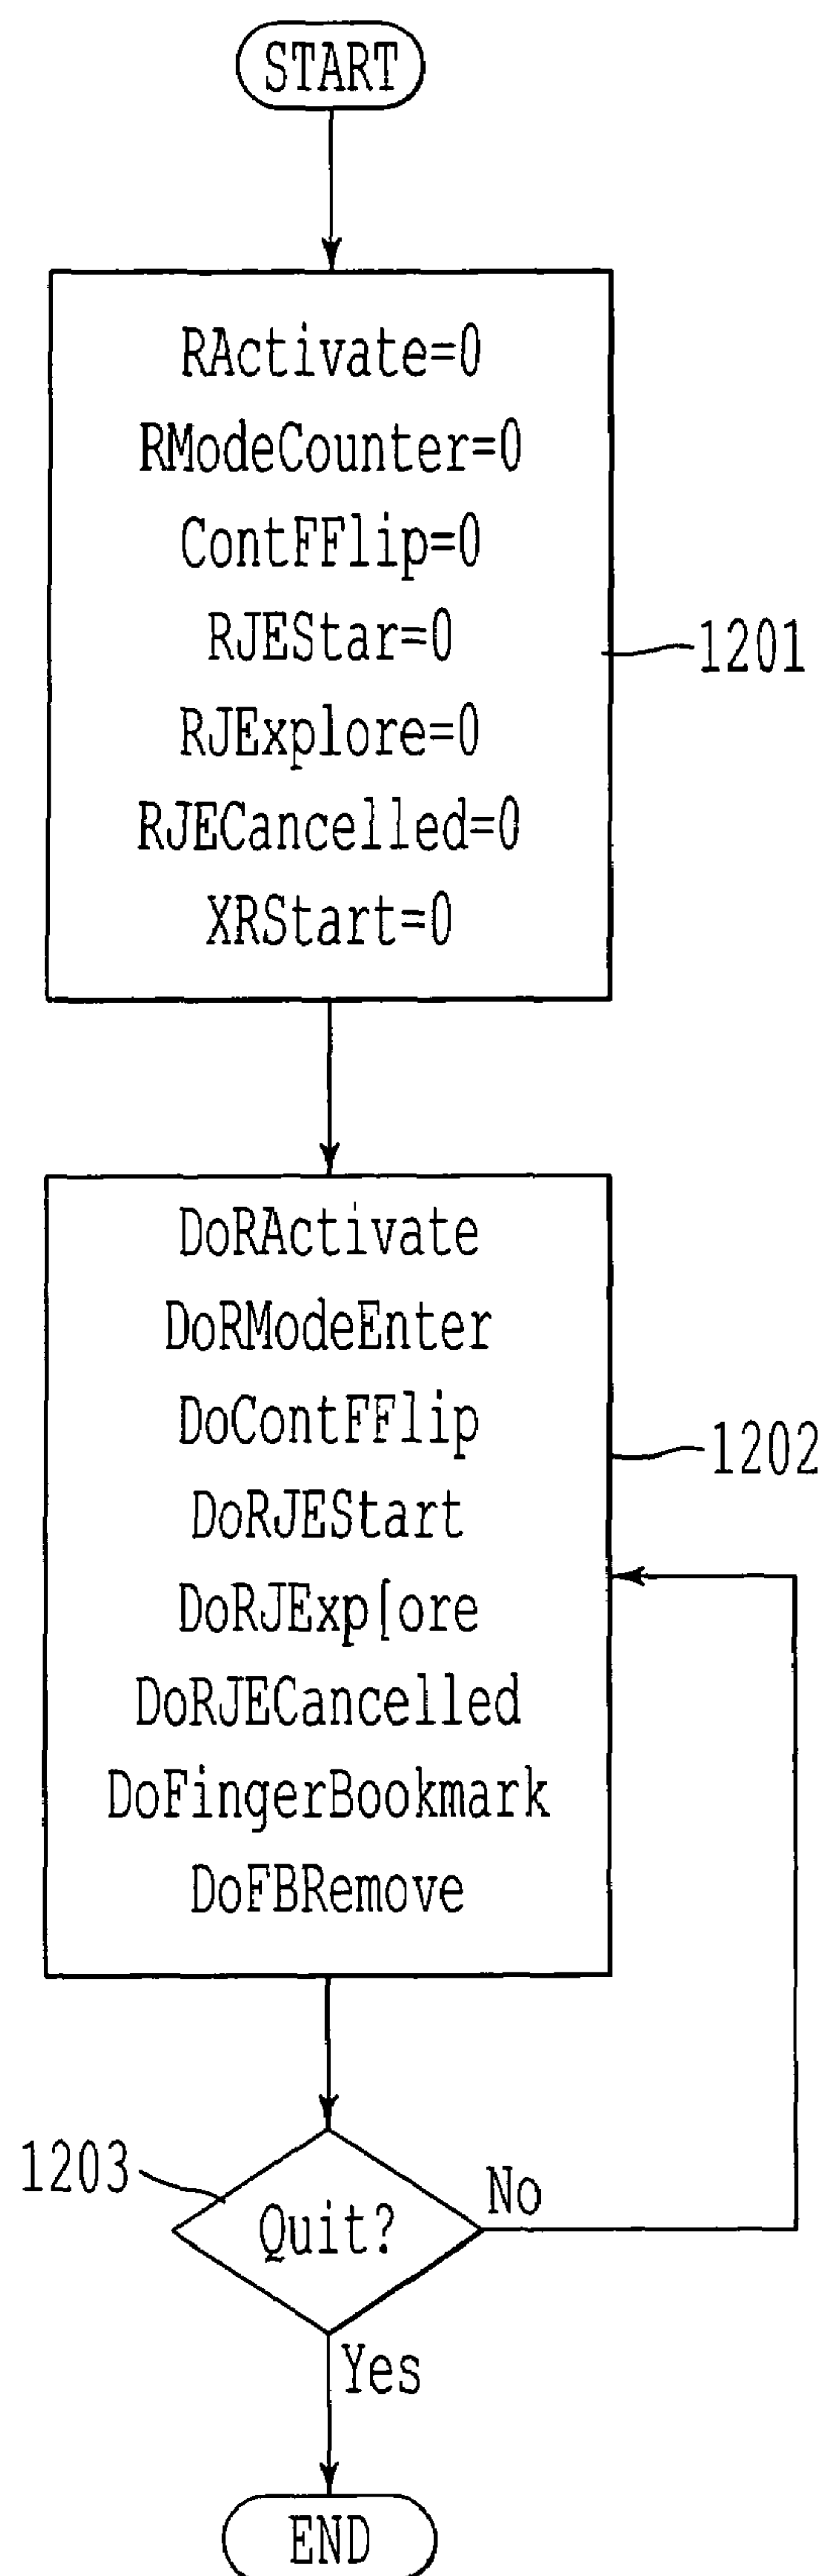 START
RActivate=0
RModeCounter=0
ContFFlip=0
RJEStar=0
RJExplore=0
RJECancelled=0
XRStart=0
1201
DoRActivate
DoRModeEnter
DoContFFlip
DoRJEStart
DoRJExp[ore
DoRJECancelled
DoFingerBookmark
DoFBRemove
1202
1203
Quit?
No
Yes
END